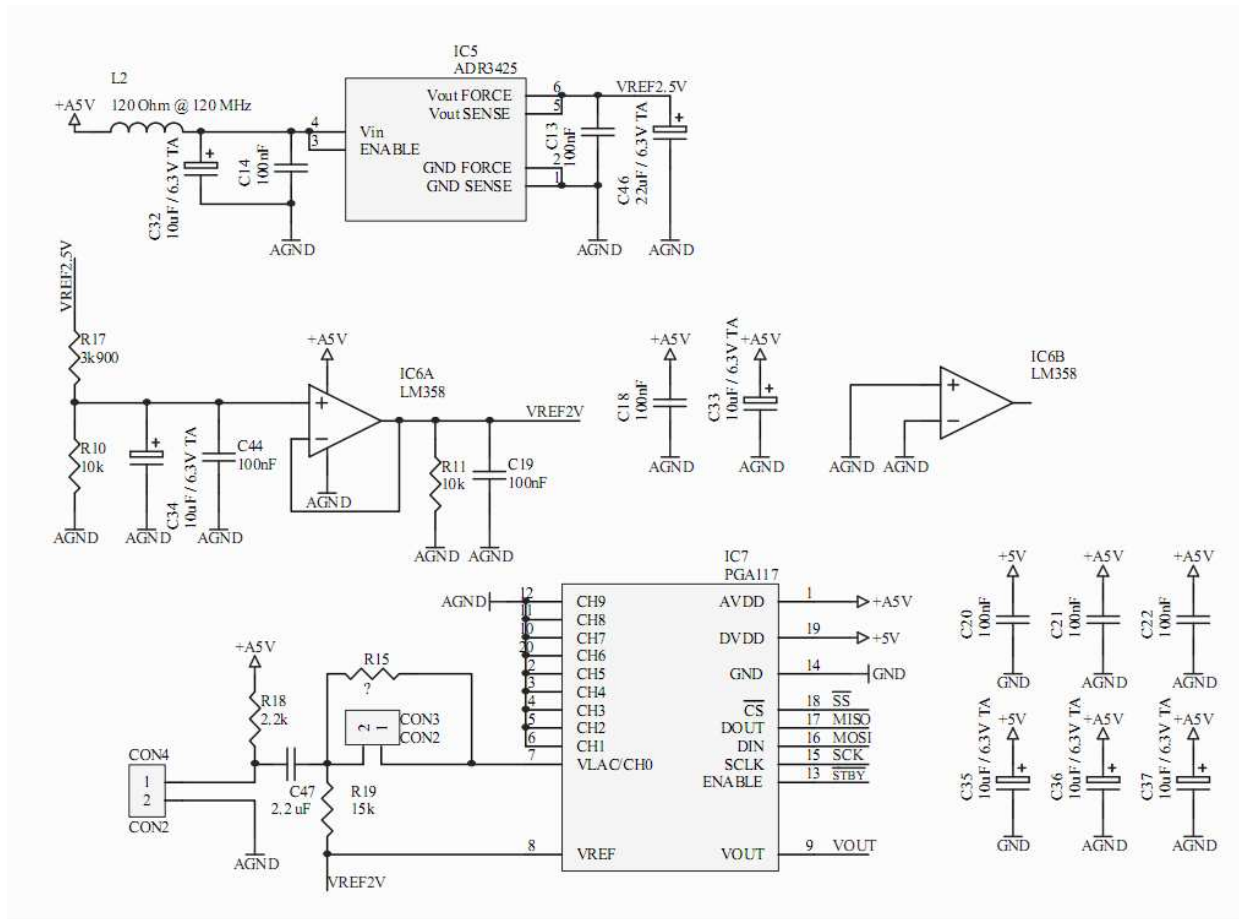 IC5
ADR3425
L2
120 Ohm @ 120 MHz
+A5V
4
3
Vin
ENABLE
Vout FORCE
Vout SENSE
GND FORCE
GND SENSE
6
5
2
1
VREF2.5V
C32
10uF / 6.3V TA
C14
100nF
C13
100nF
C46
22uF / 6.3V TA
AGND
AGND
AGND
VREF2.5V
R17
3k900
R10
10k
C34
10uF / 6.3V TA
C44
100nF
+A5V
IC6A
LM358
VREF2V
R11
10k
C19
100nF
AGND
AGND
AGND
AGND
AGND
AGND
+A5V
C18
100nF
AGND
+A5V
C33
10uF / 6.3V TA
AGND
IC6B
LM358
AGND
AGND
IC7
PGA117
AGND
12
11
10
20
2
3
4
5
6
7
8
CH9
CH8
CH7
CH6
CH5
CH4
CH3
CH2
CH1
VLAC/CH0
VREF
AVDD
DVDD
GND
CS
DOUT
DIN
SCLK
ENABLE
VOUT
1
19
14
18
17
16
15
13
9
+A5V
+5V
GND
SS
MISO
MOSI
SCK
STBY
VOUT
+A5V
R18
2,2k
R15
?
2 1
CON3
CON2
CON4
1
2
CON2
C47
2,2 uF
R19
15k
AGND
VREF2V
+5V
C20
100nF
GND
+A5V
C21
100nF
AGND
+A5V
C22
100nF
AGND
+5V
C35
10uF / 6.3V TA
GND
+A5V
C36
10uF / 6.3V TA
AGND
+A5V
C37
10uF / 6.3V TA
AGND